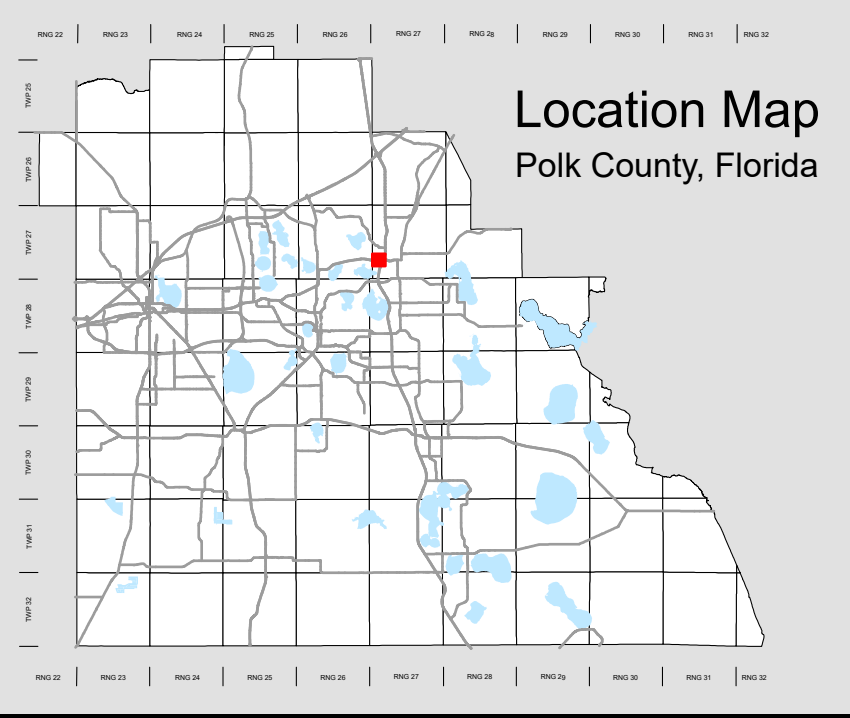 RNG 22 RNG 23 RNG 24 RNG 25 RNG 26 RNG 27 RNG 28 RNG 29 RNG 30 RNG 31 RNG 32
Location Map
Polk County, Florida
TWP 25
TWP 26
TWP 27
TWP 28
TWP 29
TWP 30
TWP 31
TWP 32
RNG 22 RNG 23 RNG 24 RNG 25 RNG 26 RNG 27 RNG 28 RNG 29 RNG 30 RNG 31 RNG 32